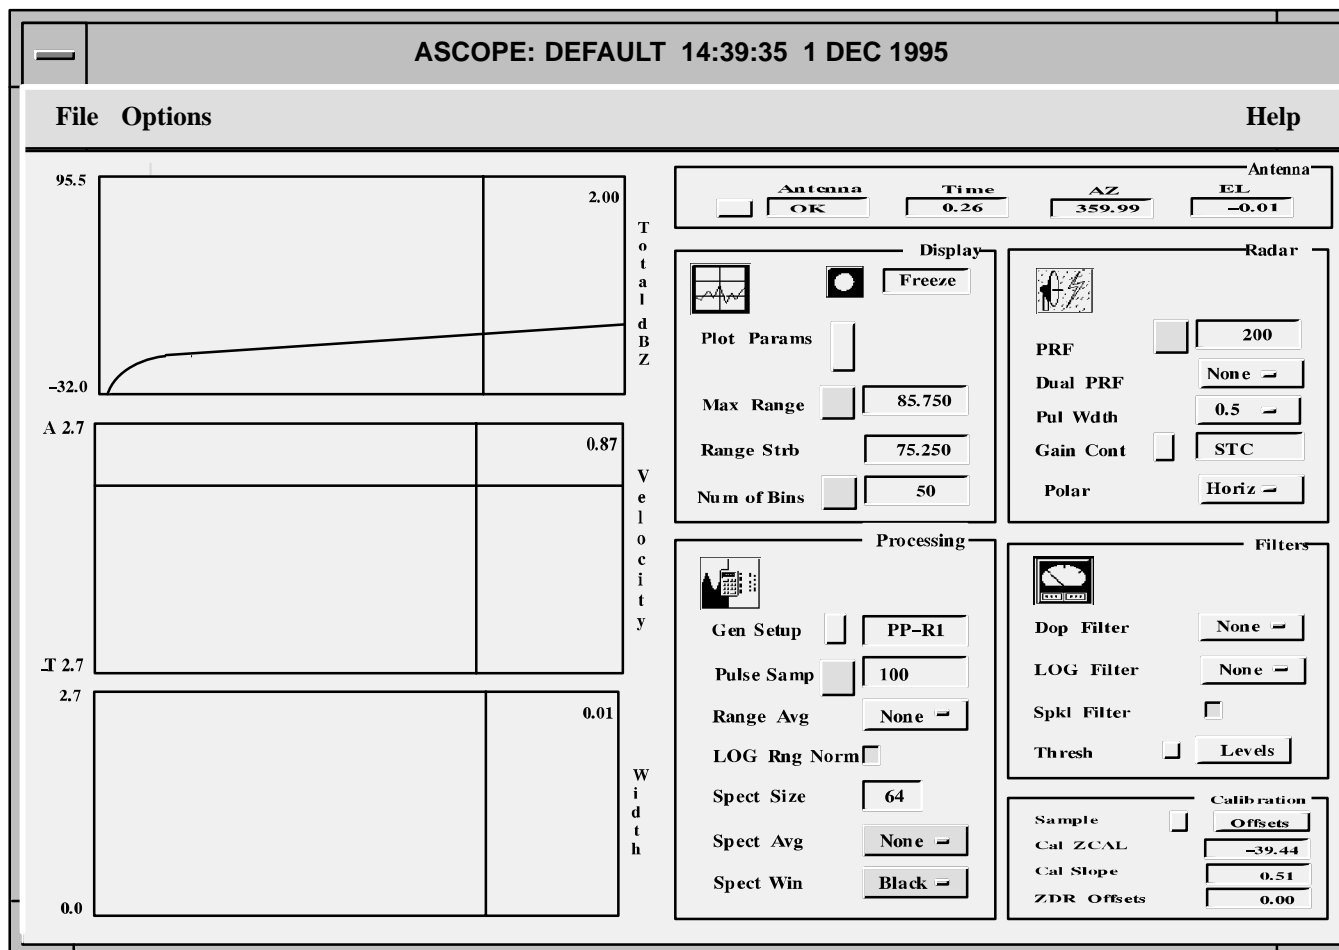 ASCOPE: DEFAULT 14:39:35 1 DEC 1995
File Options Help
95.5
2.00
Total dBZ
−32.0
A 2.7
0.87
Velocity
T 2.7
2.7
0.01
Width
0.0
Antenna
Antenna Time AZ EL
OK 0.26 359.99 −0.01
Display
Freeze
Plot Params
Max Range 85.750
Range Strb 75.250
Num of Bins 50
Radar
PRF 200
Dual PRF None
Pul Wdth 0.5
Gain Cont STC
Polar Horiz
Processing
Gen Setup PP−R1
Pulse Samp 100
Range Avg None
LOG Rng Norm
Spect Size 64
Spect Avg None
Spect Win Black
Filters
Dop Filter None
LOG Filter None
Spkl Filter
Thresh Levels
Calibration
Sample Offsets
Cal ZCAL −39.44
Cal Slope 0.51
ZDR Offsets 0.00